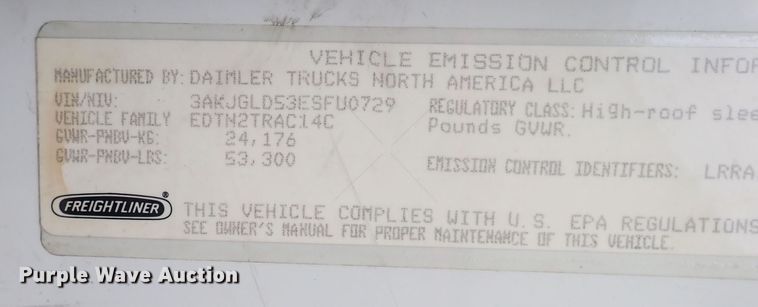 VEHICLE EMISSION CONTROL INFOR
MANUFACTURED BY: DAIMLER TRUCKS NORTH AMERICA LLC
VIN/NIV: 3AKJGLD53ESFU0729
REGULATORY CLASS: High-roof slee
VEHICLE FAMILY EDTN2TRAC14C
Pounds GVWR.
GVWR-PNBV-KG: 24,176
GVWR-PNBV-LBS: 53,300
EMISSION CONTROL IDENTIFIERS: LRRA
FREIGHTLINER®
THIS VEHICLE COMPLIES WITH U.S. EPA REGULATIONS
SEE OWNER'S MANUAL FOR PROPER MAINTENANCE OF THIS VEHICLE.
Purple Wave Auction